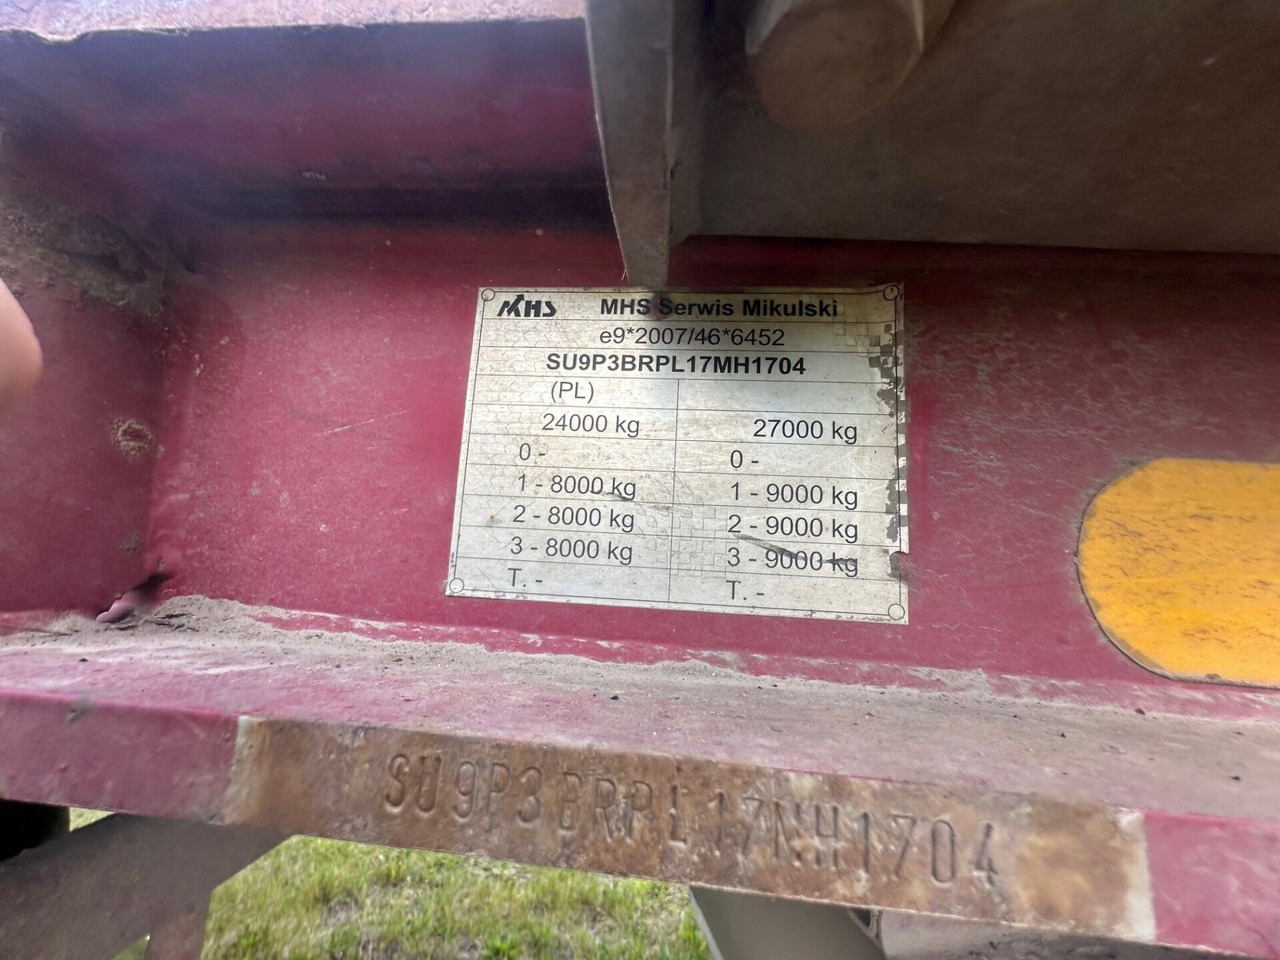 MHS MHS Serwis Mikulski
e9*2007/46*6452
SU9P3BRPL17MH1704
(PL)
24000 kg 27000 kg
0 - 0 -
1 - 8000 kg 1 - 9000 kg
2 - 8000 kg 2 - 9000 kg
3 - 8000 kg 3 - 9000 kg
T. - T. -
SU9P3BRPL17MH1704